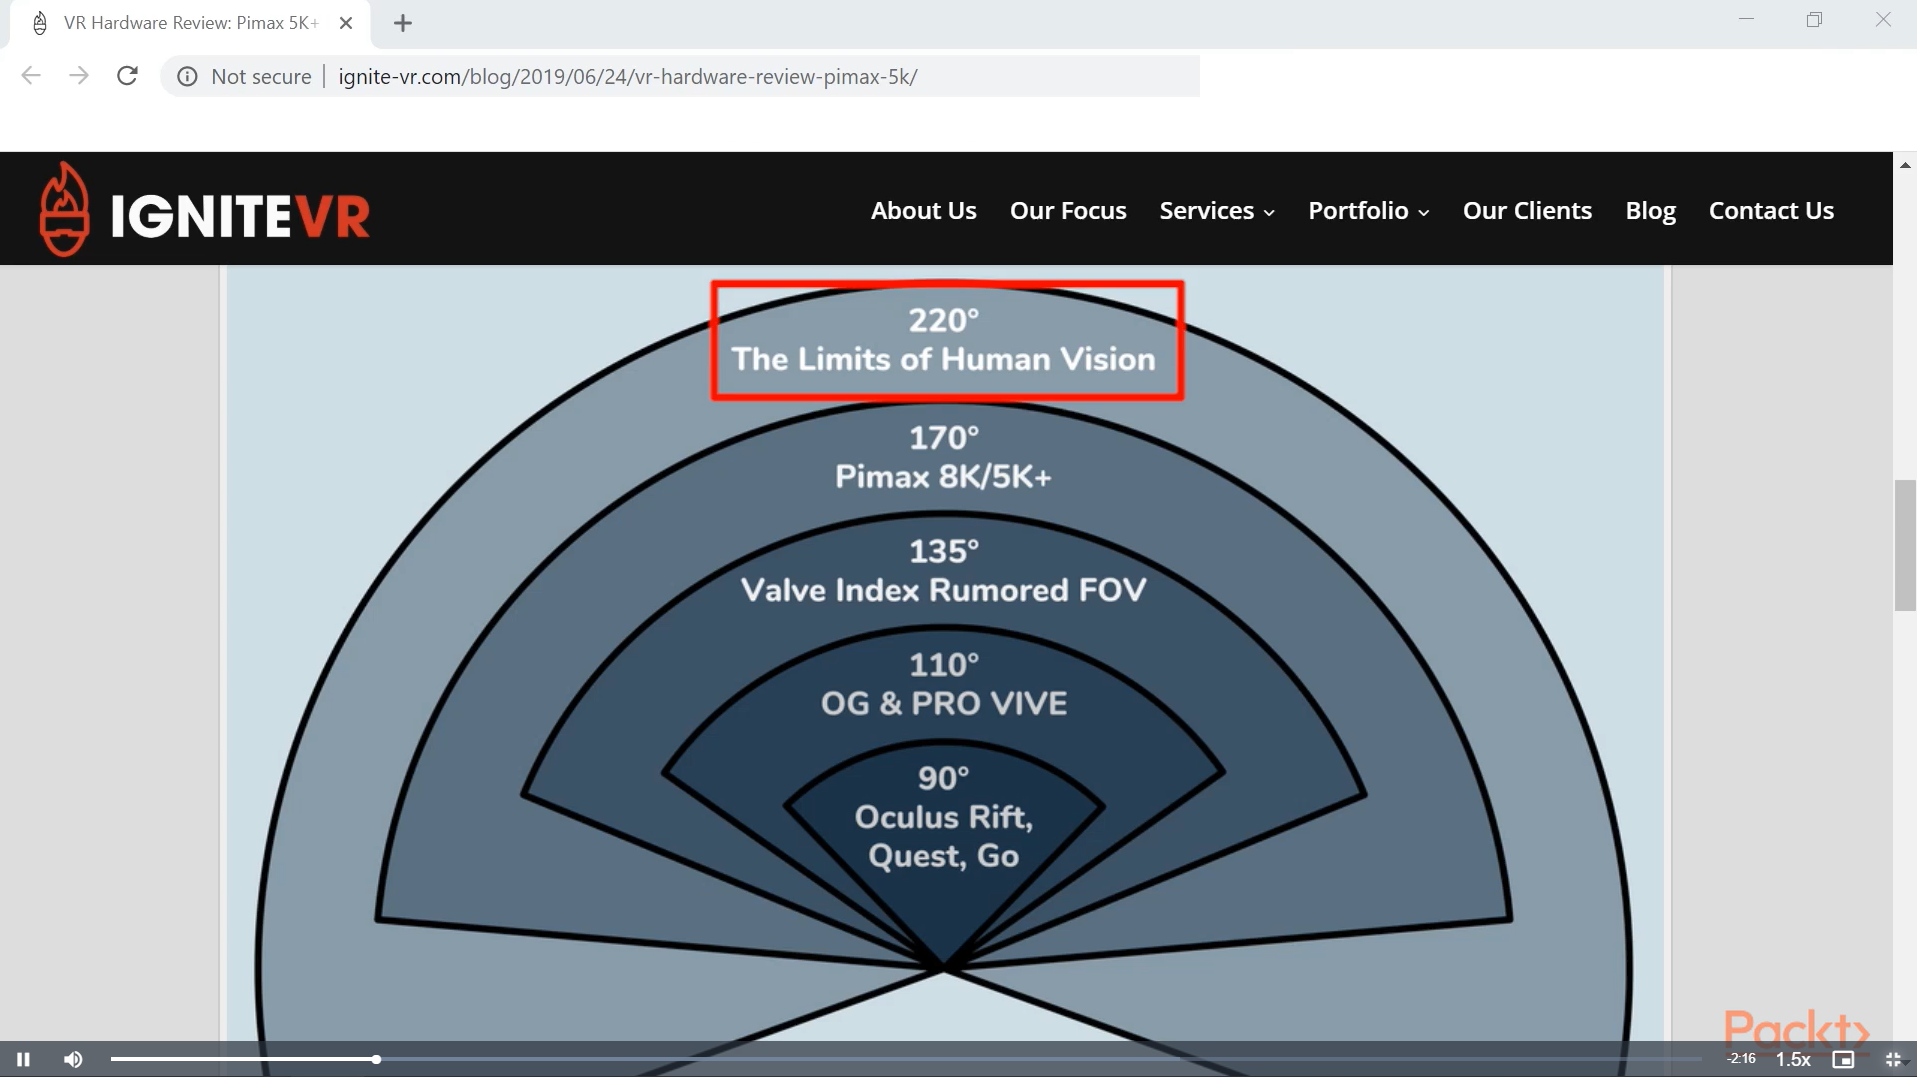 VR Hardware Review: Pimax 5K+
Not secure | ignite-vr.com/blog/2019/06/24/vr-hardware-review-pimax-5k/
IGNITEVR
About Us Our Focus Services Portfolio Our Clients Blog Contact Us
220°
The Limits of Human Vision
170°
Pimax 8K/5K+
135°
Valve Index Rumored FOV
110°
OG & PRO VIVE
90°
Oculus Rift,
Quest, Go
Packt>
-2:16 1.5x